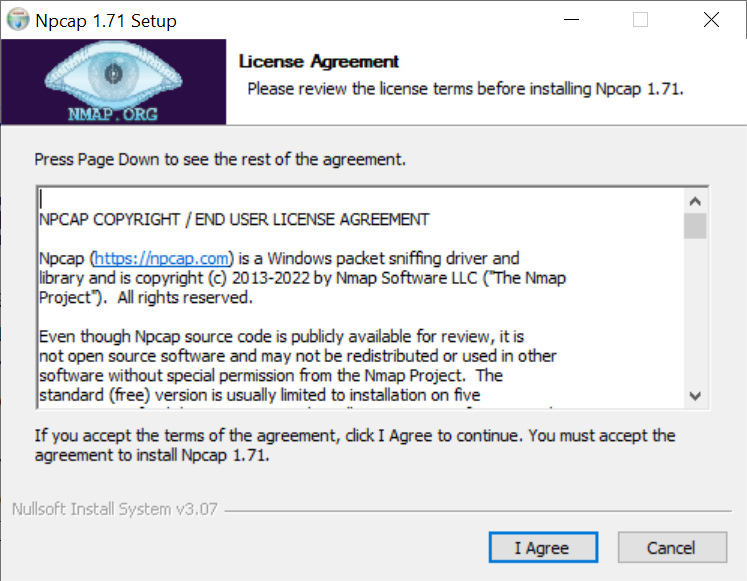 Npcap 1.71 Setup
NMAP.ORG
License Agreement
Please review the license terms before installing Npcap 1.71.
Press Page Down to see the rest of the agreement.
NPCAP COPYRIGHT / END USER LICENSE AGREEMENT
Npcap (https://npcap.com) is a Windows packet sniffing driver and
library and is copyright (c) 2013-2022 by Nmap Software LLC ("The Nmap
Project").  All rights reserved.
Even though Npcap source code is publicly available for review, it is
not open source software and may not be redistributed or used in other
software without special permission from the Nmap Project.  The
standard (free) version is usually limited to installation on five
If you accept the terms of the agreement, click I Agree to continue. You must accept the
agreement to install Npcap 1.71.
Nullsoft Install System v3.07
I Agree
Cancel